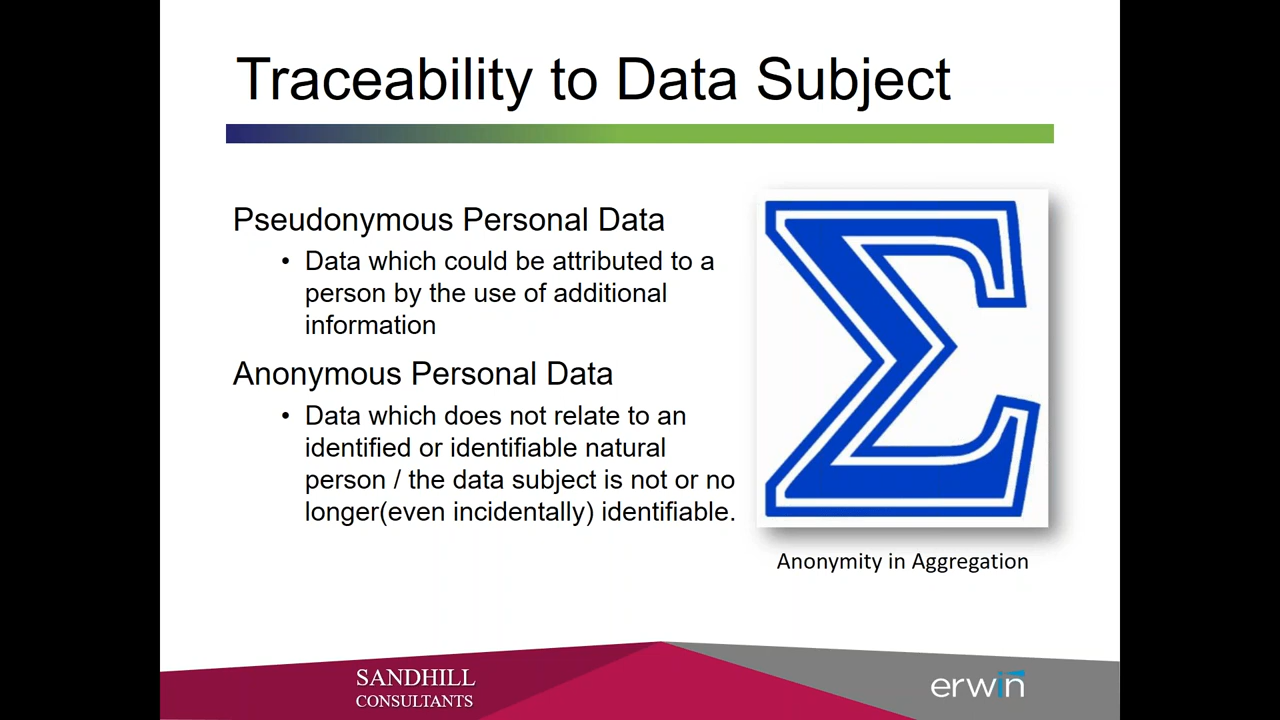 Traceability to Data Subject
Pseudonymous Personal Data
• Data which could be attributed to a
person by the use of additional
information
Anonymous Personal Data
• Data which does not relate to an
identified or identifiable natural
person / the data subject is not or no
longer(even incidentally) identifiable.
Σ
Anonymity in Aggregation
SANDHILL
CONSULTANTS
erwin